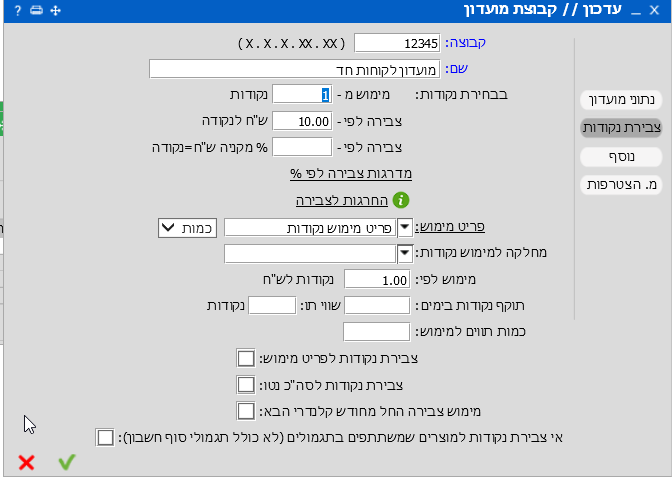 עדכון // קבוצת מועדון
קבוצה: 12345 (X.X.X.XX.XX)
שם: מועדון לקוחות חד
בבחירת נקודות: מימוש מ - 1 נקודות
צבירה לפי - 10.00 ש"ח לנקודה
צבירה לפי - % מקניה ש"ח=נקודה
מדרגות צבירה לפי %
החרגות לצבירה
פריט מימוש: פריט מימוש נקודות כמות
מחלקה למימוש נקודות:
מימוש לפי: 1.00 נקודות לש"ח
תוקף נקודות בימים: שווי תו: נקודות
כמות תווים למימוש:
צבירת נקודות לפריט מימוש:
צבירת נקודות לסה"כ נטו:
מימוש צבירה החל מחודש קלנדרי הבא:
אי צבירת נקודות למוצרים שמשתתפים בתגמולים (לא כולל תגמולי סוף חשבון):
נתוני מועדון
צבירת נקודות
נוסף
מ. הצטרפות